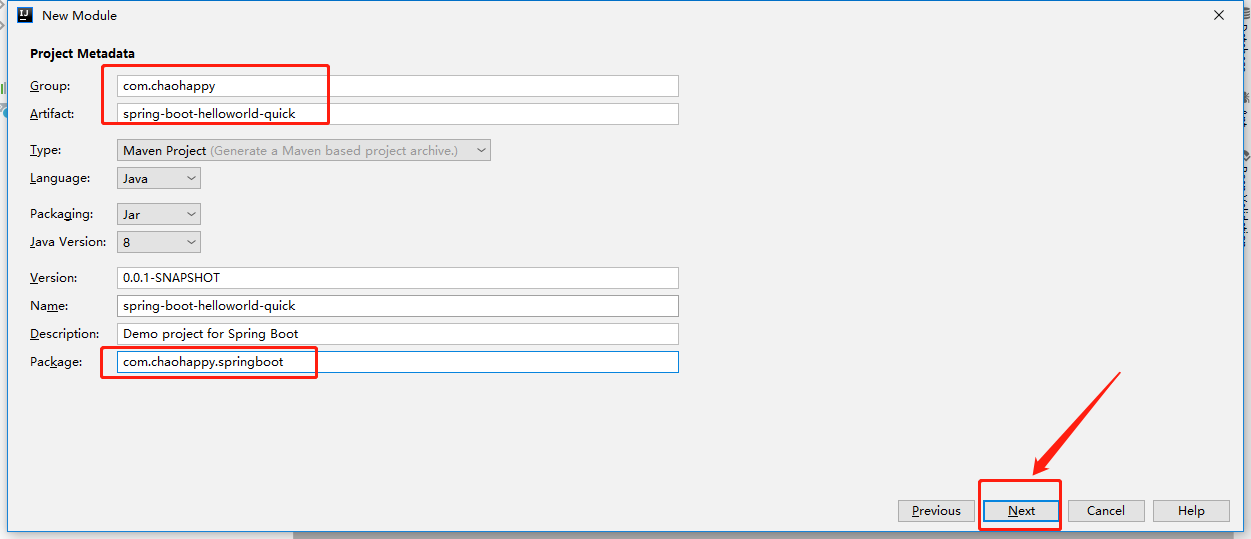 New Module
Project Metadata
Group: com.chaohappy
Artifact: spring-boot-helloworld-quick
Type: Maven Project (Generate a Maven based project archive.)
Language: Java
Packaging: Jar
Java Version: 8
Version: 0.0.1-SNAPSHOT
Name: spring-boot-helloworld-quick
Description: Demo project for Spring Boot
Package: com.chaohappy.springboot
Previous Next Cancel Help